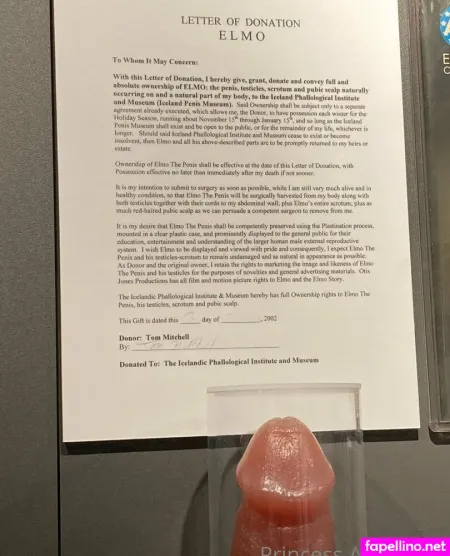 LETTER OF DONATION
ELMO
To Whom It May Concern:
With this Letter of Donation, I hereby give, grant, donate and convey full and
absolute ownership of ELMO: the penis, testicles, scrotum and pubic scalp naturally
occurring on and a natural part of my body, to the Iceland Phallological Institute
and Museum (Iceland Penis Museum). Said Ownership shall be subject only to a separate
agreement already executed, which allows me, the Donor, to have possession each winter for the
Holiday Season, running about November 15th through January 15th, and so long as the Iceland
Penis Museum shall exist and be open to the public, or for the remainder of my life, whichever is
longer. Should said Icelandic Phallological Institute and Museum cease to exist or become
insolvent, then Elmo and all his above-described parts are to be promptly returned to my heirs or
estate.
Ownership of Elmo The Penis shall be effective at the date of this Letter of Donation, with
Possession effective no later than immediately after my death if not sooner.
It is my intention to submit to surgery as soon as possible, while I am still very much alive and in
healthy condition, so that Elmo The Penis will be surgically harvested from my body along with
both testicles together with their cords to my abdominal wall; plus Elmo's entire scrotum; plus as
much red-haired pubic scalp as we can persuade a competent surgeon to remove from me.
It is my desire that Elmo The Penis shall be competently preserved using the Plastination process,
mounted in a clear plastic case, and prominently displayed to the general public for their
education, entertainment and understanding of the larger human male external reproductive
system. I wish Elmo to be displayed and viewed with pride and consequently, I expect Elmo The
Penis and his testicles-scrotum to remain undamaged and as natural in appearance as possible.
As Donor and the original owner, I retain the rights to marketing the image and likeness of Elmo
The Penis and his testicles for the purposes of novelties and general advertising materials. Otis
Jones Productions has all film and motion picture rights to Elmo and the Elmo Story.
The Icelandic Phallological Institute & Museum hereby has full Ownership rights to Elmo The
Penis, his testicles, scrotum and pubic scalp.
This Gift is dated this day of , 2002
Donor: Tom Mitchell
By: Tom Mitchell
Donated To: The Icelandic Phallological Institute and Museum
Princess A
fapellino.net